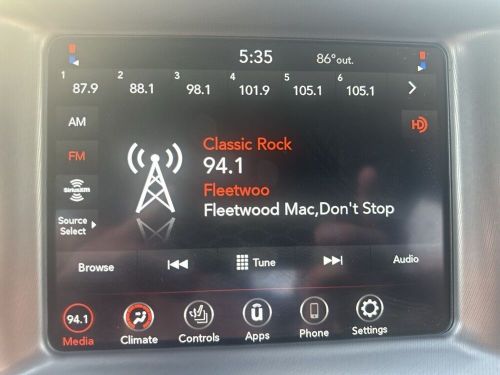 5:35 86°out.
1 87.9 2 88.1 3 98.1 4 101.9 5 105.1 6 105.1
AM
FM
SiriusXM
Source
Select
HD
Classic Rock
94.1
Fleetwoo
Fleetwood Mac,Don't Stop
Browse Tune Audio
94.1
Media Climate Controls Apps Phone Settings